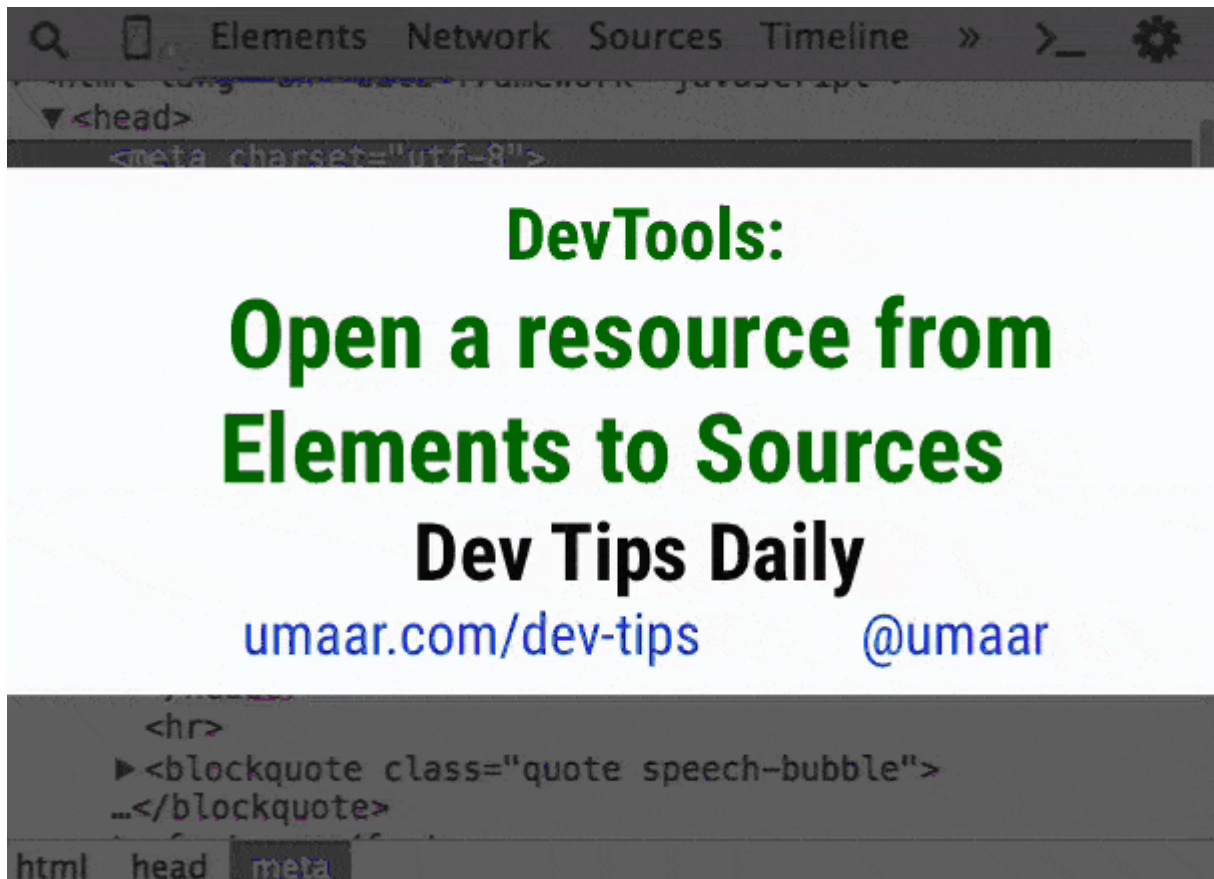 Elements Network Sources Timeline »
▼<head>
<meta charset="utf-8">
DevTools:
Open a resource from
Elements to Sources
Dev Tips Daily
umaar.com/dev-tips @umaar
<hr>
▶<blockquote class="quote speech-bubble">
…</blockquote>
html head meta